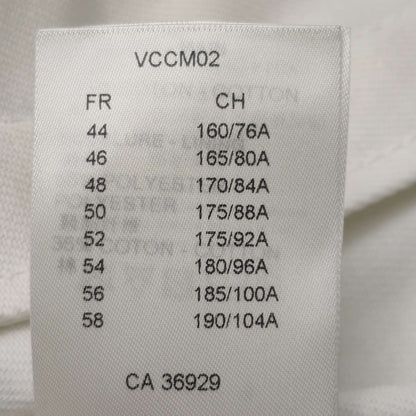 VCCM02
FR CH
44 160/76A
46 165/80A
48 170/84A
50 175/88A
52 175/92A
54 180/96A
56 185/100A
58 190/104A
CA 36929